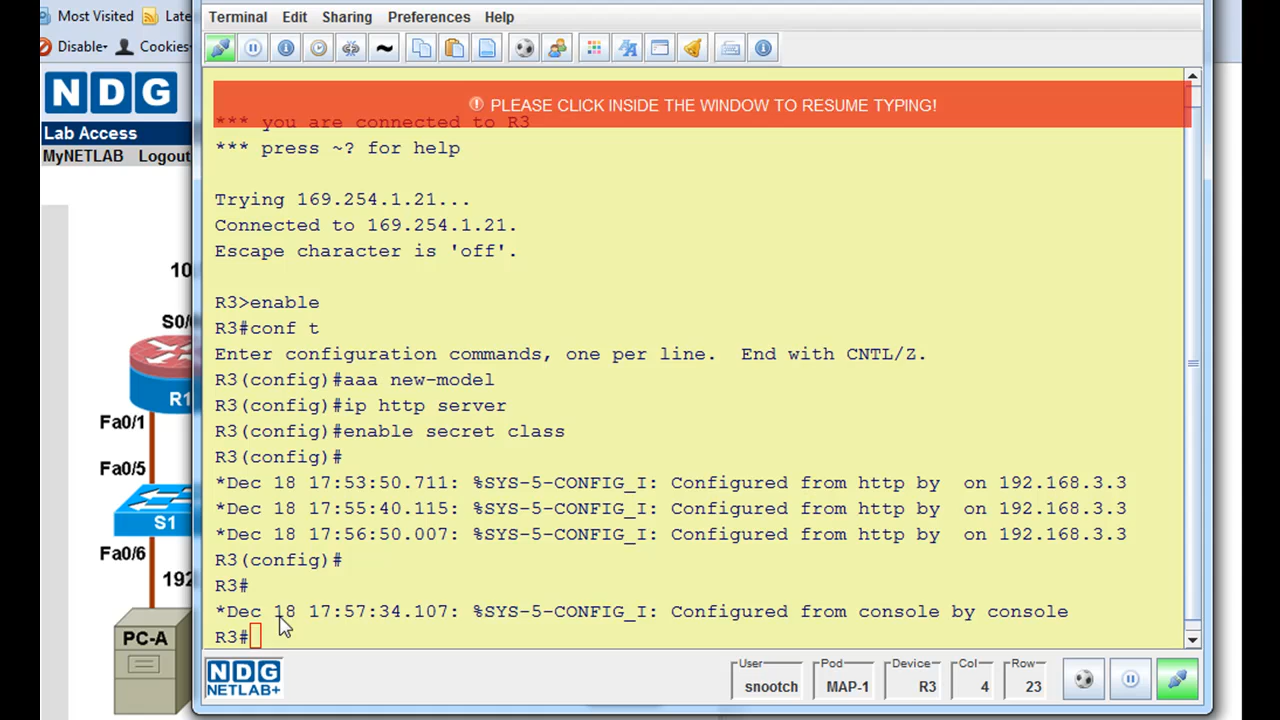 Most Visited
Late
Disable
Cookies
NDG
Lab Access
MyNETLAB Logout
Terminal Edit Sharing Preferences Help
PLEASE CLICK INSIDE THE WINDOW TO RESUME TYPING!
*** you are connected to R3
*** press ~? for help
Trying 169.254.1.21...
Connected to 169.254.1.21.
Escape character is 'off'.
R3>enable
R3#conf t
Enter configuration commands, one per line.  End with CNTL/Z.
R3(config)#aaa new-model
R3(config)#ip http server
R3(config)#enable secret class
R3(config)#
*Dec 18 17:53:50.711: %SYS-5-CONFIG_I: Configured from http by  on 192.168.3.3
*Dec 18 17:55:40.115: %SYS-5-CONFIG_I: Configured from http by  on 192.168.3.3
*Dec 18 17:56:50.007: %SYS-5-CONFIG_I: Configured from http by  on 192.168.3.3
R3(config)#
R3#
*Dec 18 17:57:34.107: %SYS-5-CONFIG_I: Configured from console by console
R3#
10
S0/
R1
Fa0/1
Fa0/5
S1
Fa0/6
192
PC-A
NDG
NETLAB+
User
snootch
Pod
MAP-1
Device
R3
Col
4
Row
23